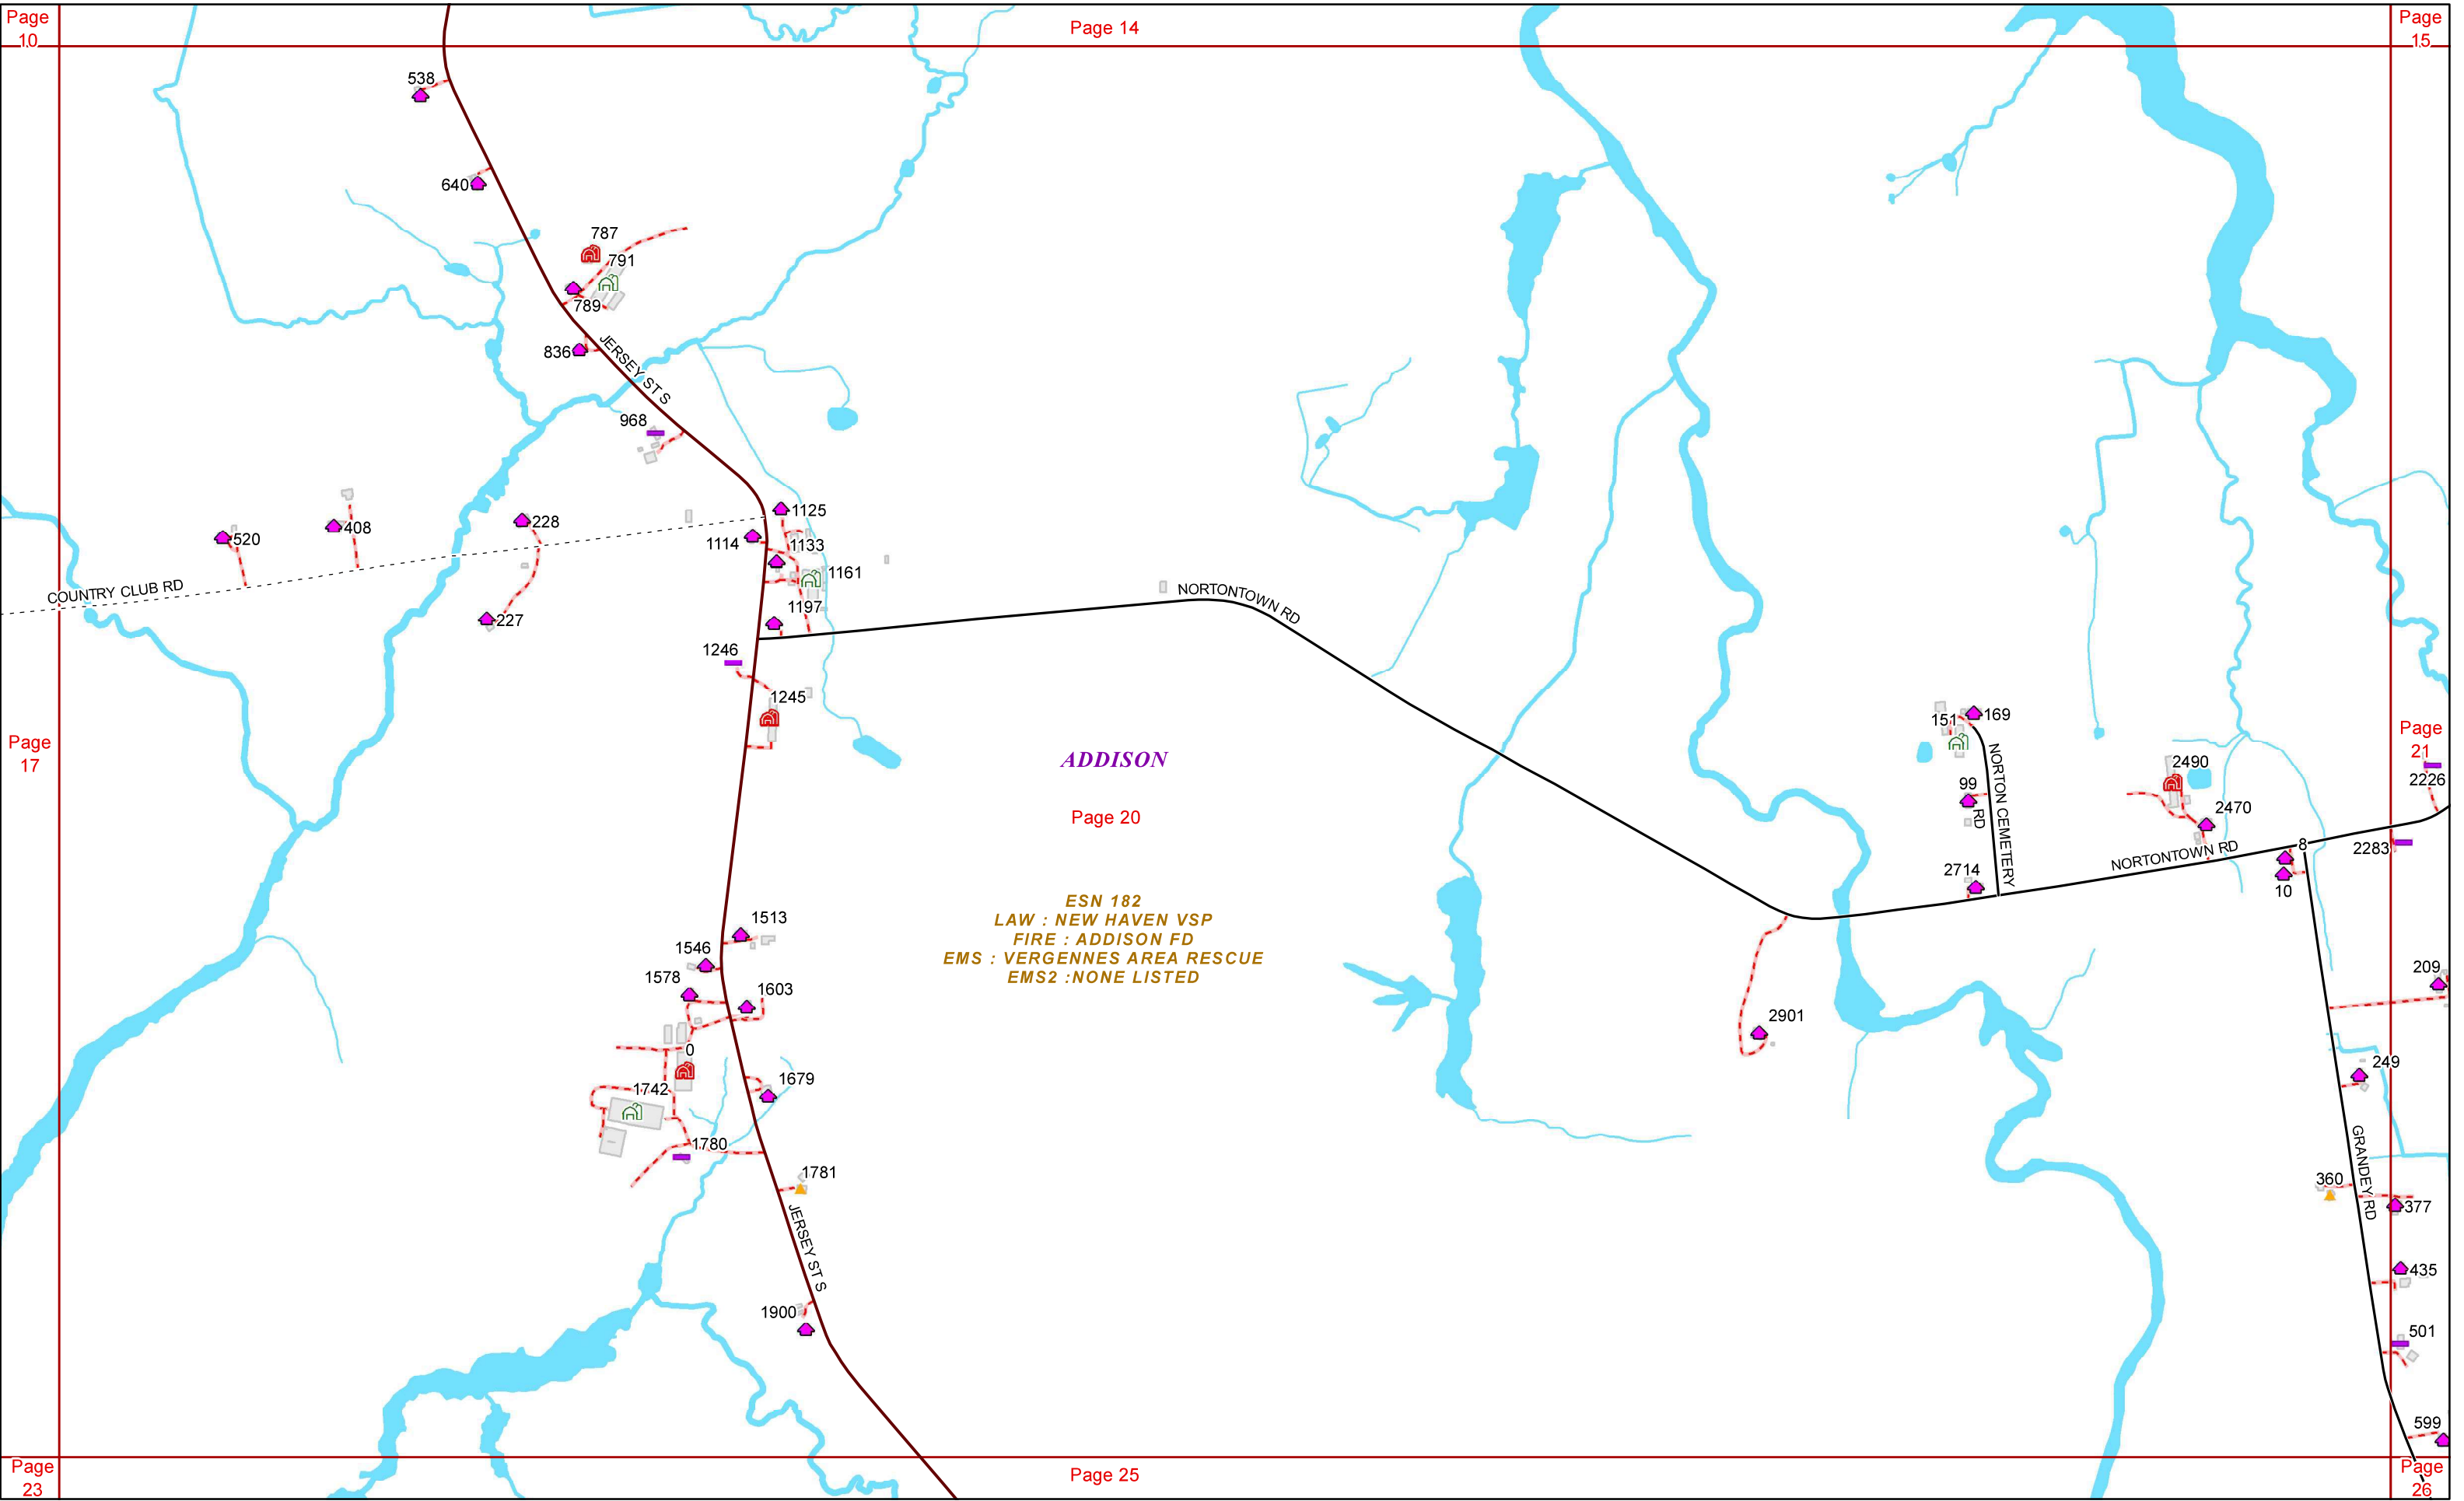 Page
10
Page 14
Page
15
538
640
787
791
789
836
JERSEY ST S
968
520
408
228
1125
1114
1133
1161
COUNTRY CLUB RD
227
1197
NORTONTOWN RD
1246
1245
Page
17
ADDISON
Page 20
ESN 182
LAW : NEW HAVEN VSP
FIRE : ADDISON FD
EMS : VERGENNES AREA RESCUE
EMS2 :NONE LISTED
151
169
99
NORTON CEMETERY
RD
2714
2490
2470
NORTONTOWN RD
8
10
Page
21
2226
2283
1513
1546
1578
1603
0
1742
1679
1780
1781
JERSEY ST S
1900
2901
209
249
GRANDEY RD
360
377
435
501
599
Page
23
Page 25
Page
26